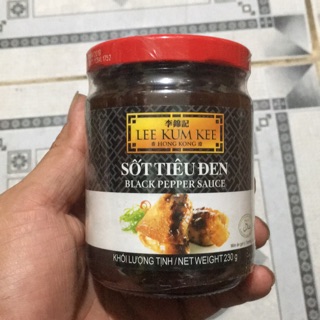 李錦記
LEE KUM KEE
HONG KONG
SỐT TIÊU ĐEN
BLACK PEPPER SAUCE
KHỐI LƯỢNG TỊNH / NET WEIGHT 230 g